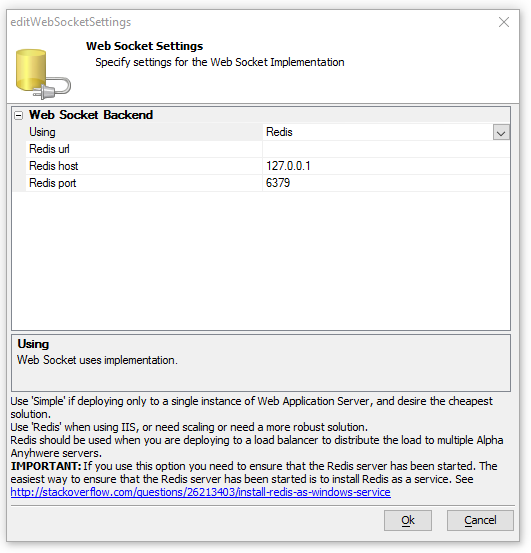 editWebSocketSettings
Web Socket Settings
Specify settings for the Web Socket Implementation
Web Socket Backend
Using Redis
Redis url
Redis host 127.0.0.1
Redis port 6379
Using
Web Socket uses implementation.
Use 'Simple' if deploying only to a single instance of Web Application Server, and desire the cheapest
solution.
Use 'Redis' when using IIS, or need scaling or need a more robust solution.
Redis should be used when you are deploying to a load balancer to distribute the load to multiple Alpha
Anyhwere servers.
IMPORTANT: If you use this option you need to ensure that the Redis server has been started. The
easiest way to ensure that the Redis server has been started is to install Redis as a service. See
http://stackoverflow.com/questions/26213403/install-redis-as-windows-service
Ok Cancel